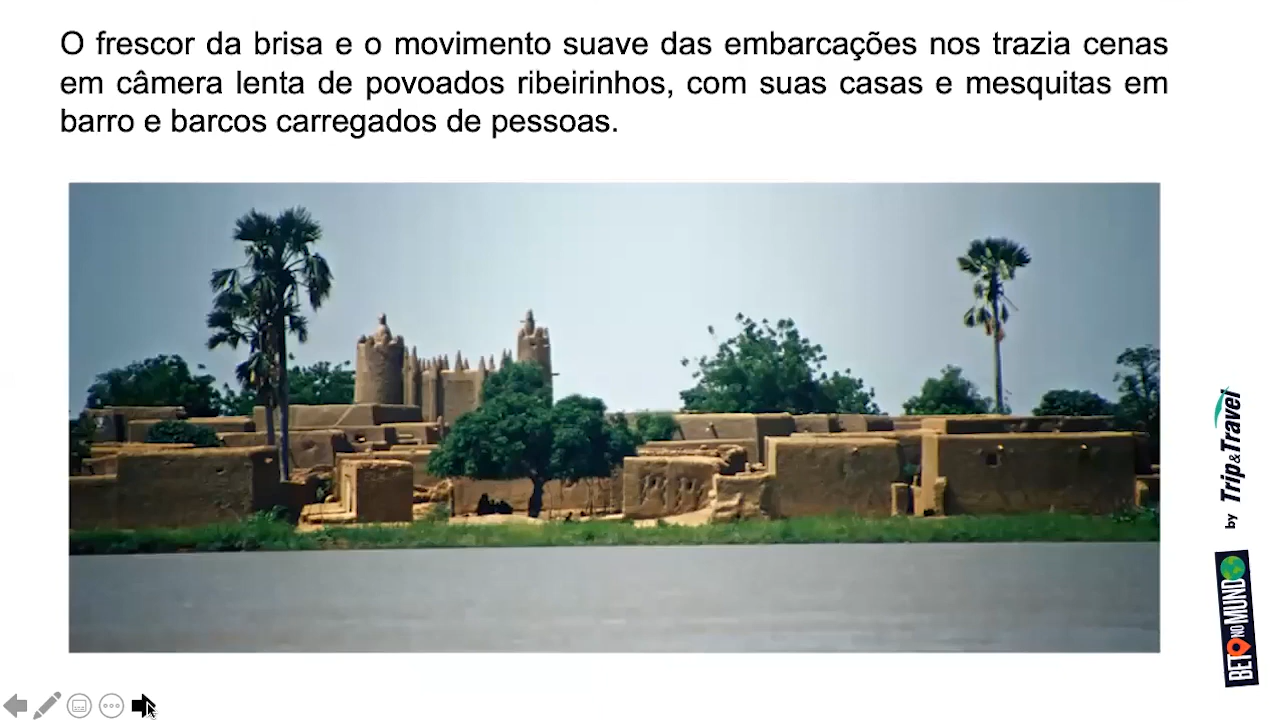 O frescor da brisa e o movimento suave das embarcações nos trazia cenas
em câmera lenta de povoados ribeirinhos, com suas casas e mesquitas em
barro e barcos carregados de pessoas.
by Trip&Travel
BETO NO MUNDO